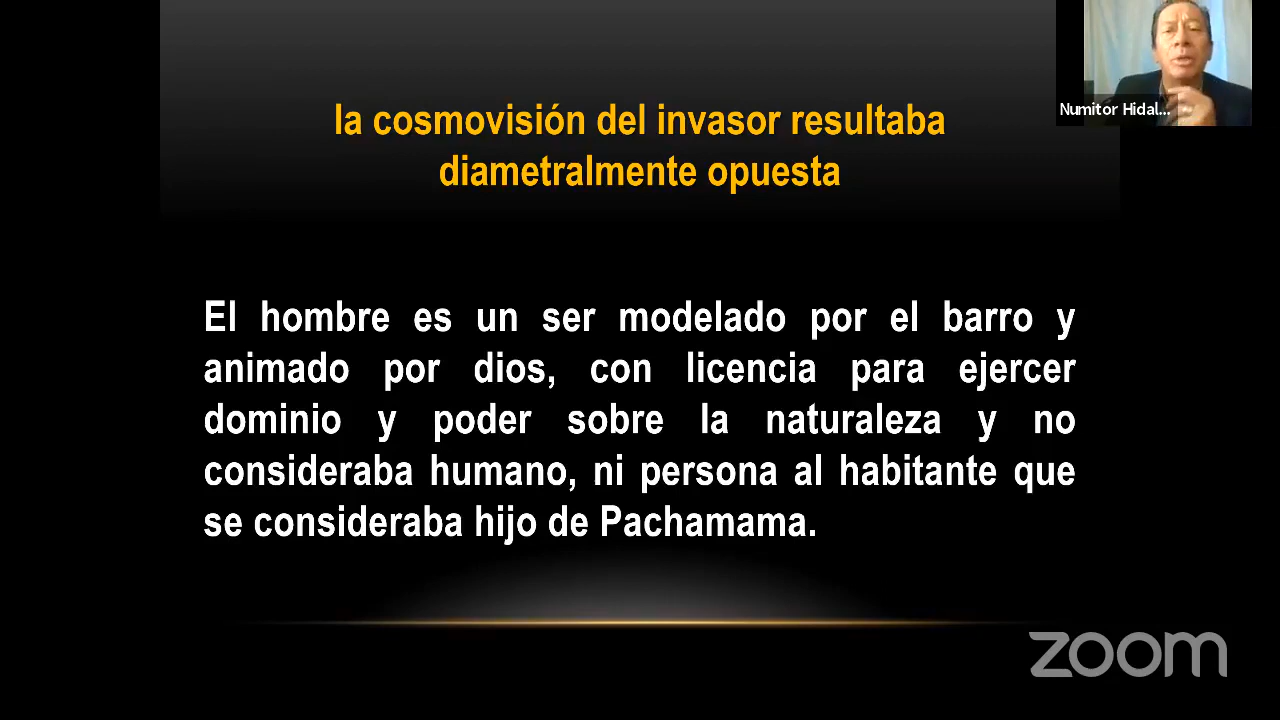 la cosmovisión del invasor resultaba
diametralmente opuesta
Numitor Hidal...
El hombre es un ser modelado por el barro y
animado por dios, con licencia para ejercer
dominio y poder sobre la naturaleza y no
consideraba humano, ni persona al habitante que
se consideraba hijo de Pachamama.
zoom